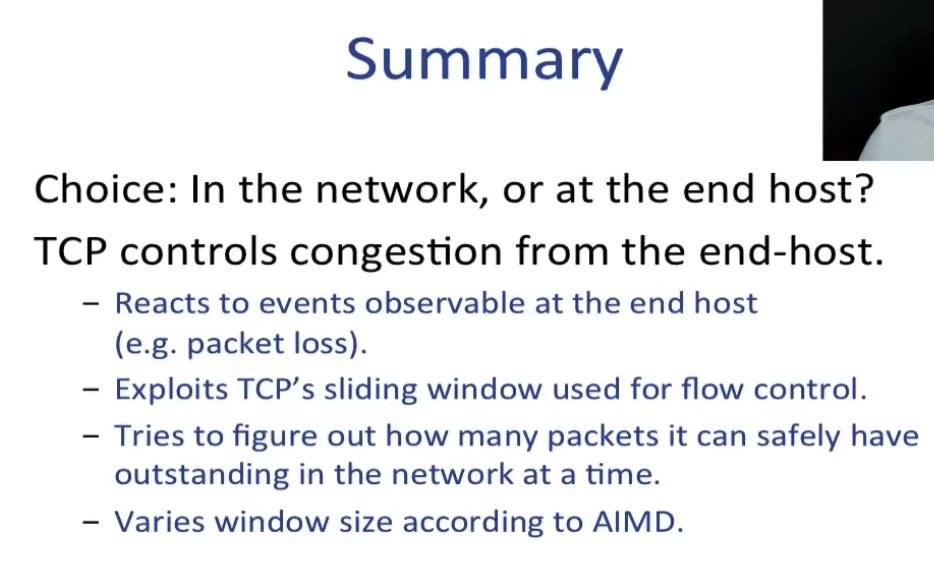 Summary
Choice: In the network, or at the end host?
TCP controls congestion from the end-host.
– Reacts to events observable at the end host
(e.g. packet loss).
– Exploits TCP’s sliding window used for flow control.
– Tries to figure out how many packets it can safely have
outstanding in the network at a time.
– Varies window size according to AIMD.